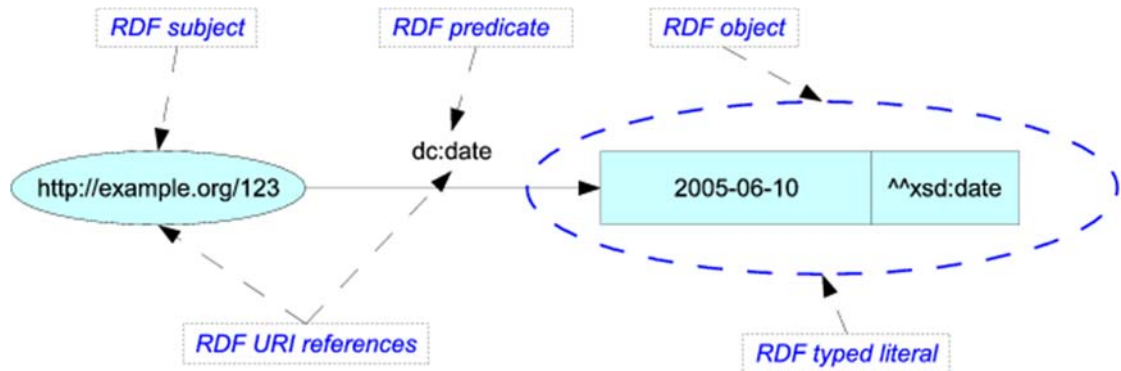 RDF subject
RDF predicate
RDF object
dc:date
http://example.org/123
2005-06-10
^^xsd:date
RDF URI references
RDF typed literal